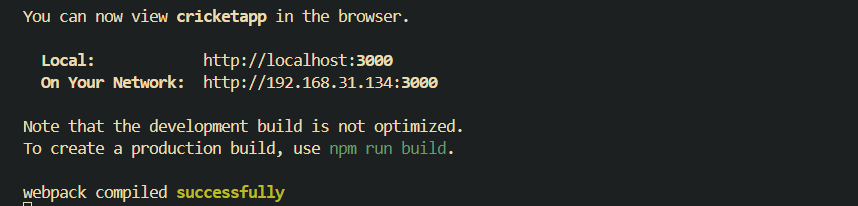 You can now view cricketapp in the browser.
Local: http://localhost:3000
On Your Network: http://192.168.31.134:3000
Note that the development build is not optimized.
To create a production build, use npm run build.
webpack compiled successfully